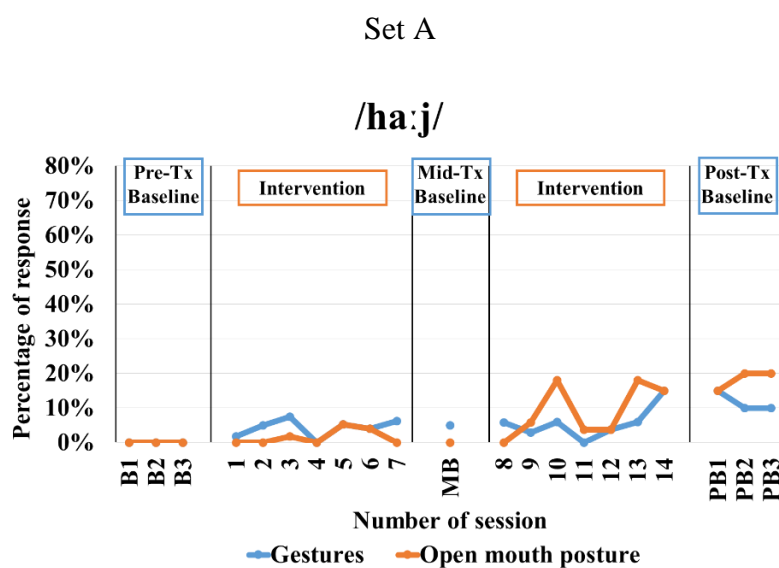 Set A
/haːj/
80%
70%
60%
50%
40%
30%
20%
10%
0%
Percentage of response
Pre-Tx
Baseline
Intervention
Mid-Tx
Baseline
Intervention
Post-Tx
Baseline
B1 B2 B3 1 2 3 4 5 6 7 MB 8 9 10 11 12 13 14 PB1 PB2 PB3
Number of session
Gestures Open mouth posture